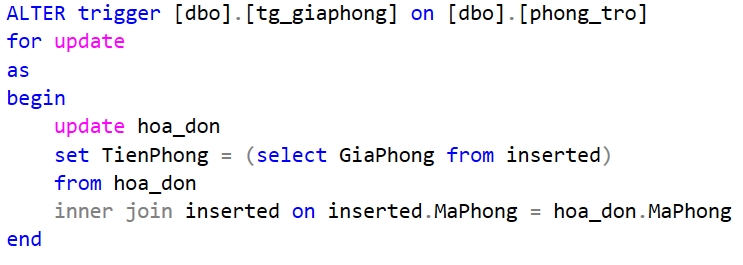 ALTER trigger [dbo].[tg_giaphong] on [dbo].[phong_tro]
for update
as
begin
    update hoa_don
    set TienPhong = (select GiaPhong from inserted)
    from hoa_don
    inner join inserted on inserted.MaPhong = hoa_don.MaPhong
end